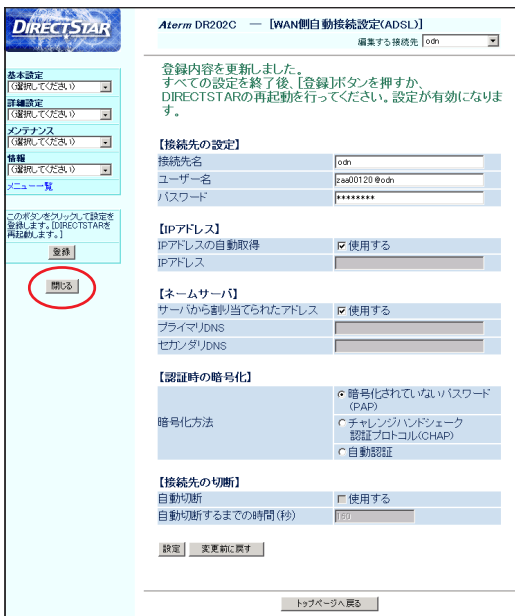 DIRECTSTAR
基本設定
(選択してください)
詳細設定
(選択してください)
メンテナンス
(選択してください)
情報
(選択してください)
メニュー一覧
このボタンをクリックして設定を
登録します。[DIRECTSTARを
再起動します。]
登録
閉じる
Aterm DR202C — [WAN側自動接続設定(ADSL)]
編集する接続先 odn
登録内容を更新しました。
すべての設定を終了後、[登録]ボタンを押すか、
DIRECTSTARの再起動を行ってください。設定が有効になりま
す。
【接続先の設定】
接続先名 odn
ユーザー名 zaa00120@odn
パスワード ********
【IPアドレス】
IPアドレスの自動取得 使用する
IPアドレス
【ネームサーバ】
サーバから割り当てられたアドレス 使用する
プライマリDNS
セカンダリDNS
【認証時の暗号化】
暗号化方法
暗号化されていないパスワード
(PAP)
チャレンジハンドシェーク
認証プロトコル(CHAP)
自動認証
【接続先の切断】
自動切断 使用する
自動切断するまでの時間(秒) 160
設定 変更前に戻す
トップページへ戻る